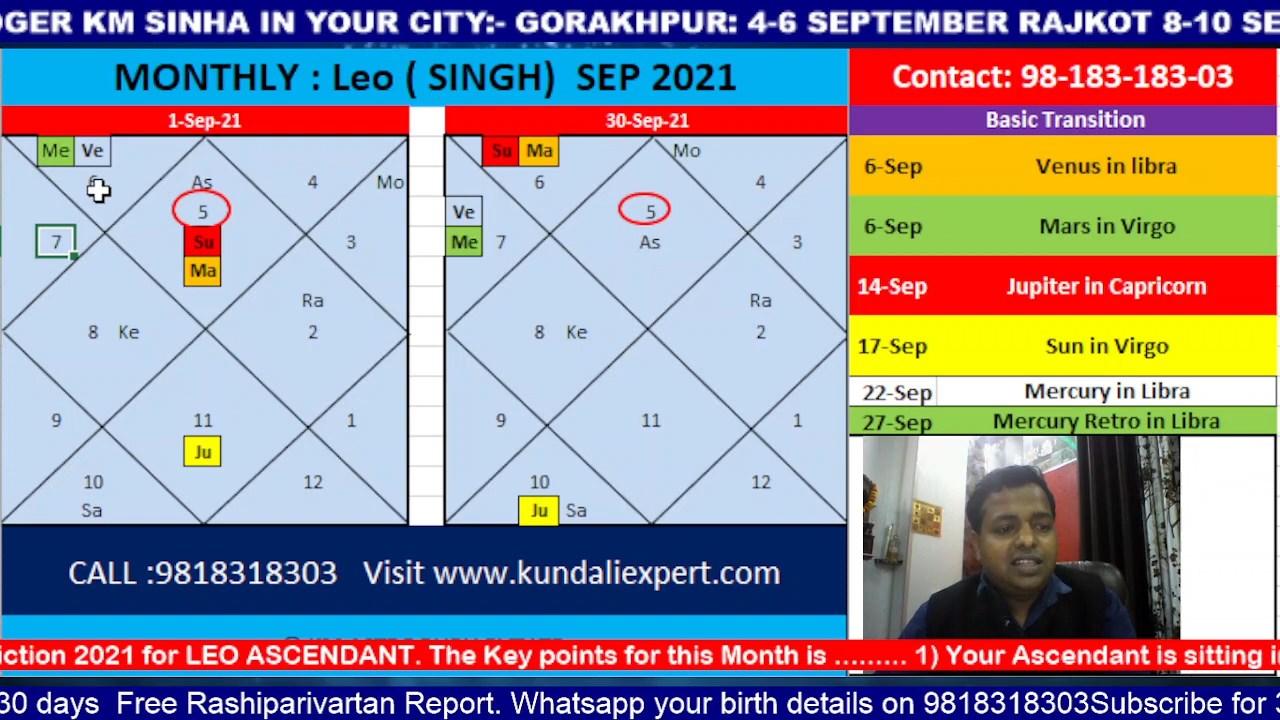 OGER KM SINHA IN YOUR CITY:- GORAKHPUR: 4-6 SEPTEMBER RAJKOT 8-10 SE
MONTHLY : Leo ( SINGH) SEP 2021
Contact: 98-183-183-03
1-Sep-21
30-Sep-21
Basic Transition
Me Ve
As
4
Mo
5
7
Su
3
Ma
Ra
8 Ke
2
9
11
1
Ju
10
12
Sa
Su Ma
Mo
6
4
Ve
5
Me 7
As
3
Ra
8 Ke
2
9
11
1
10
12
Ju Sa
6-Sep Venus in libra
6-Sep Mars in Virgo
14-Sep Jupiter in Capricorn
17-Sep Sun in Virgo
22-Sep Mercury in Libra
27-Sep Mercury Retro in Libra
CALL :9818318303 Visit www.kundaliexpert.com
iction 2021 for LEO ASCENDANT. The Key points for this Month is ......... 1) Your Ascendant is sitting i
30 days Free Rashiparivartan Report. Whatsapp your birth details on 9818318303Subscribe for